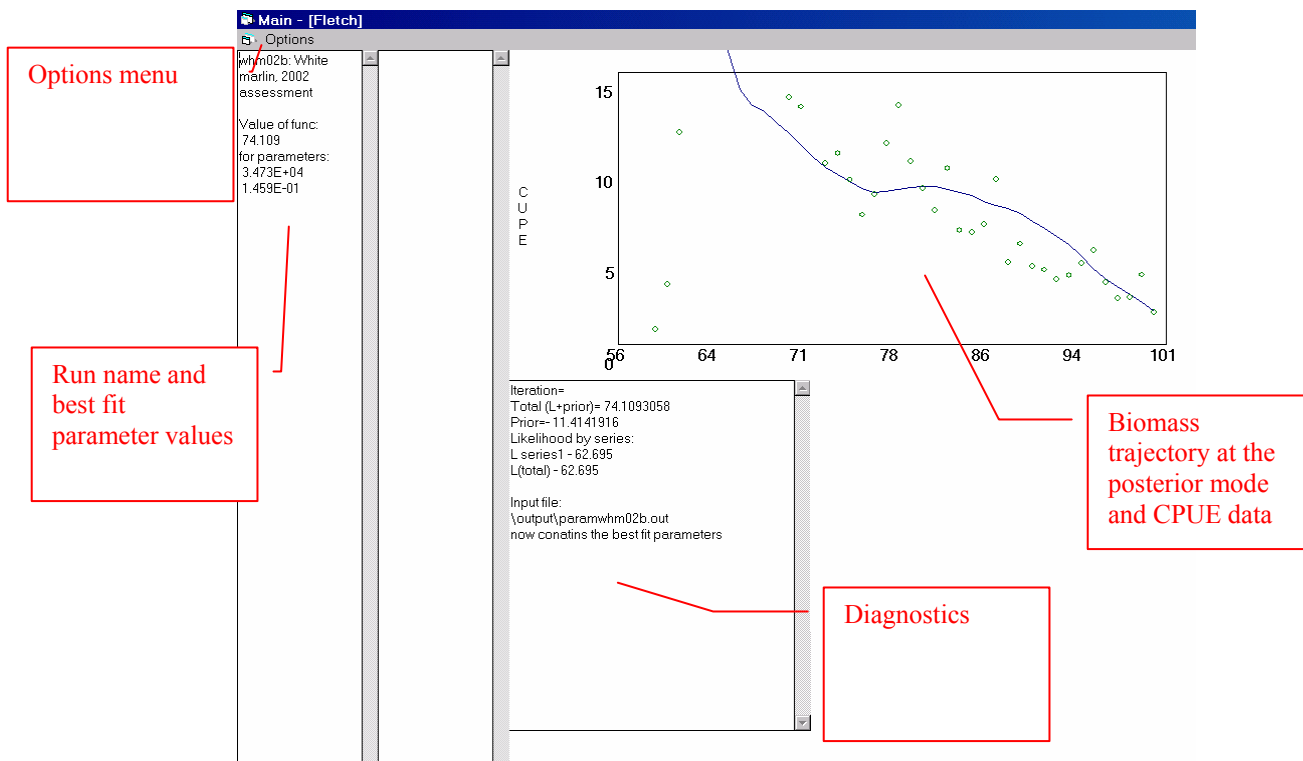 Main - [Fletch]
Options
Options menu
whm02b: White
marlin, 2002
assessment
Value of func:
74.109
for parameters:
3.473E+04
1.459E-01
Run name and
best fit
parameter values
C
U
P
E
15
10
5
0
56
64
71
78
86
94
101
Iteration=
Total (L+prior)= 74.1093058
Prior=- 11.4141916
Likelihood by series:
L series1 - 62.695
L(total) - 62.695
Input file:
\output\paramwhm02b.out
now conatins the best fit parameters
Biomass
trajectory at the
posterior mode
and CPUE data
Diagnostics